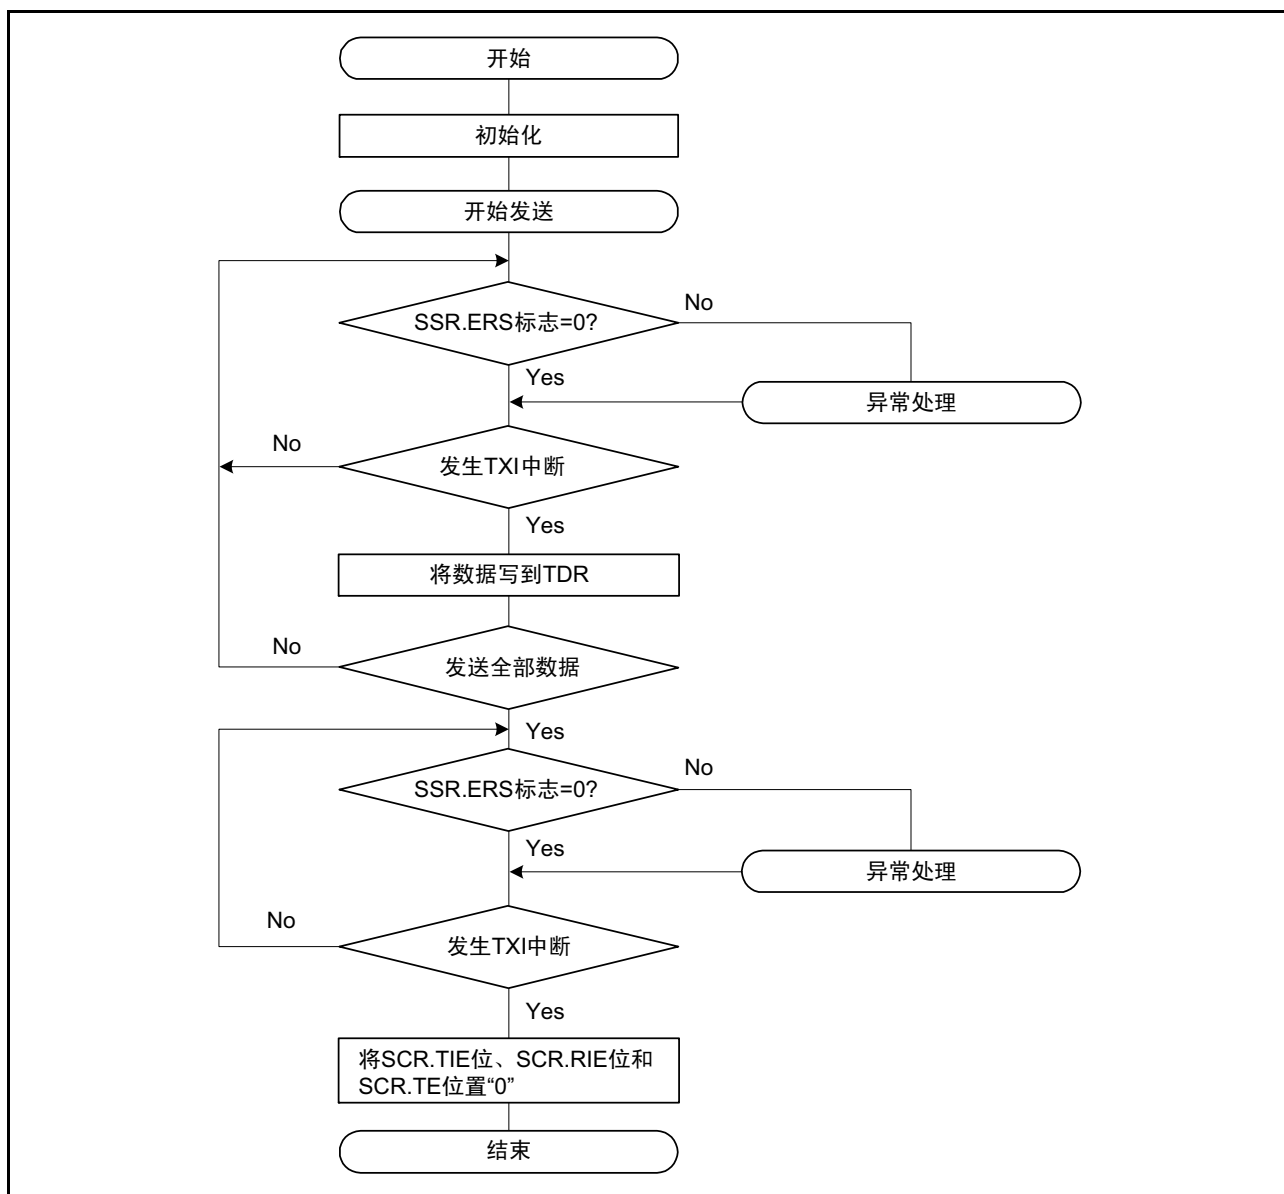 开始
初始化
开始发送
SSR.ERS标志=0?
No
Yes
异常处理
No
发生TXI中断
Yes
将数据写到TDR
No
发送全部数据
Yes
SSR.ERS标志=0?
No
Yes
异常处理
No
发生TXI中断
Yes
将SCR.TIE位、SCR.RIE位和
SCR.TE位置“0”
结束